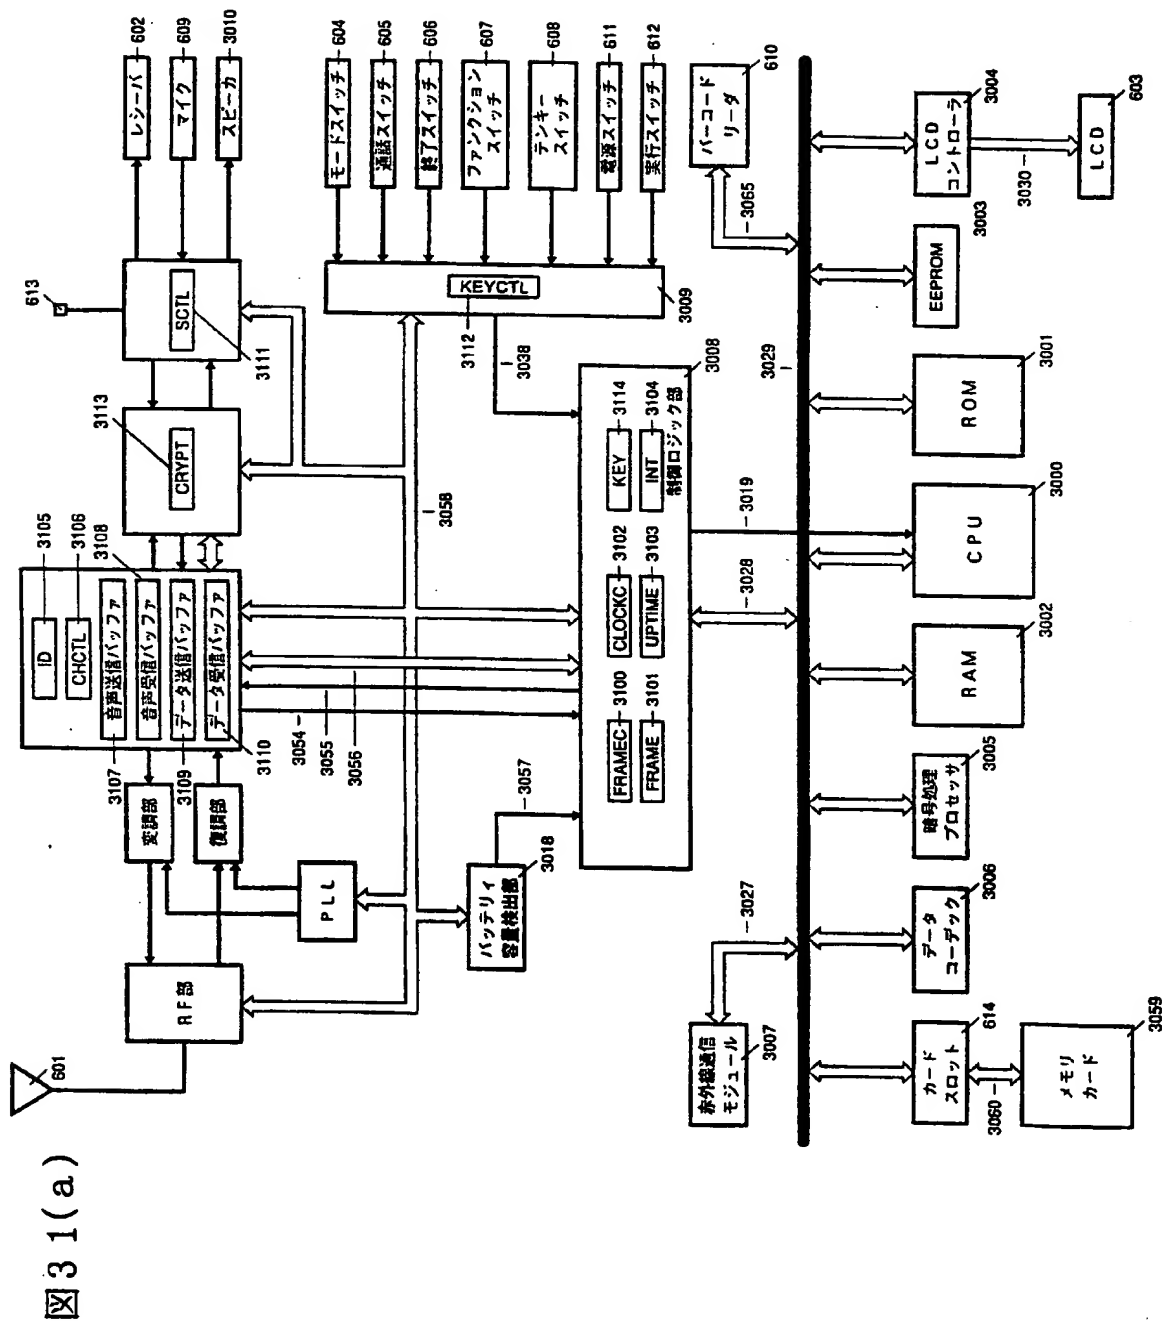 図31(a)
601
RF部
変調部
復調部
PLL
ID
3105
CHCTL
3106
音声送信バッファ
3107
音声受信バッファ
3108
データ送信バッファ
3109
データ受信バッファ
3110
CRYPT
3113
SCTL
3111
613
レシーバ
602
マイク
609
スピーカ
3010
モードスイッチ
604
通話スイッチ
605
終了スイッチ
606
ファンクション
スイッチ
607
テンキー
スイッチ
608
電源スイッチ
611
実行スイッチ
612
KEYCTL
3112
3009
3038
3058
3054
3055
3056
3057
バッテリィ
容量検出部
3018
FRAMEC
3100
CLOCKC
3102
KEY
3114
FRAME
3101
UPTIME
3103
INT
3104
制御ロジック部
3008
3028
3019
3029
赤外線通信
モジュール
3007
3027
バーコード
リーダ
610
3065
カード
スロット
614
3060
メモリ
カード
3059
データ
コーデック
3006
暗号処理
プロセッサ
3005
RAM
3002
CPU
3000
ROM
3001
EEPROM
3003
LCD
コントローラ
3004
3030
LCD
603